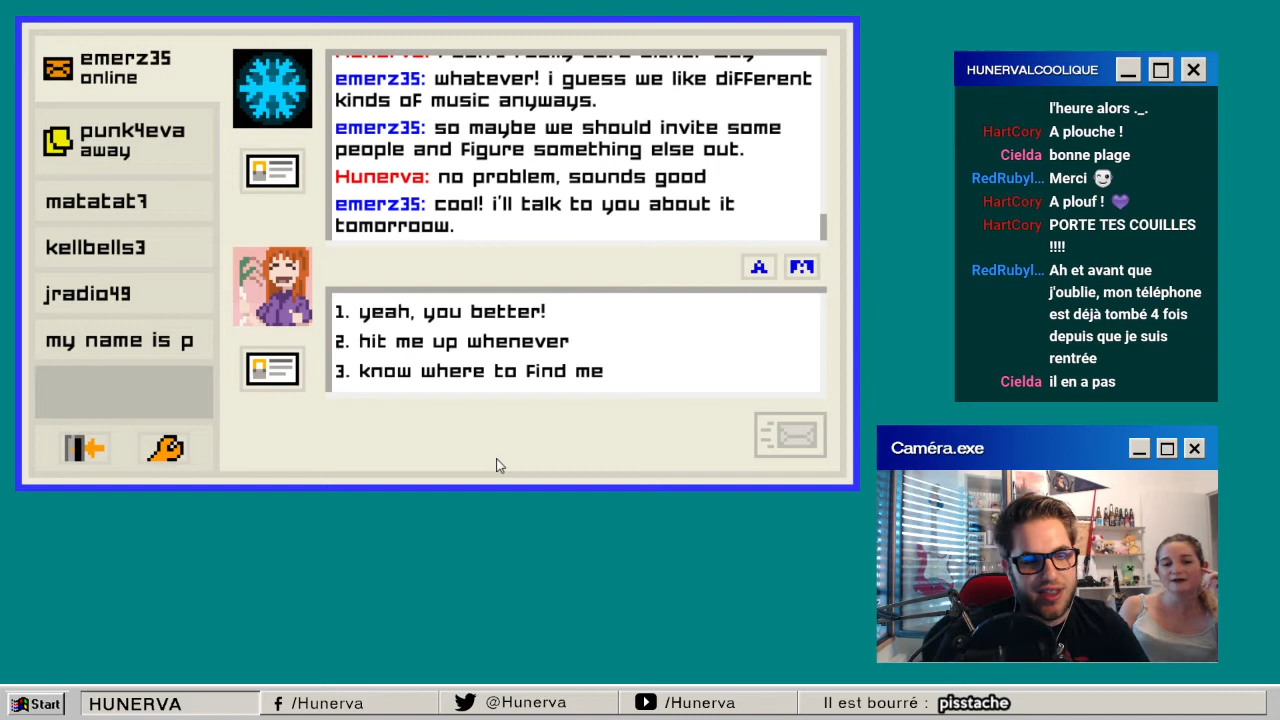 emerz35
online
punk4eva
away
matatat7
kellbells3
jradio49
my name is p
emerz35: whatever! i guess we like different
kinds of music anyways.
emerz35: so maybe we should invite some
people and figure something else out.
Hunerva: no problem, sounds good
emerz35: cool! i'll talk to you about it
tomorroow.
A
1. yeah, you better!
2. hit me up whenever
3. know where to find me
HUNERVALCOOLIQUE
l'heure alors ._.
HartCory A plouche !
Cielda bonne plage
RedRubyl... Merci
HartCory A plouf !
HartCory PORTE TES COUILLES
!!!!
RedRubyl... Ah et avant que
j'oublie, mon téléphone
est déjà tombé 4 fois
depuis que je suis
rentrée
Cielda il en a pas
Caméra.exe
Start
HUNERVA
/Hunerva
@Hunerva
/Hunerva
Il est bourré : pisstache